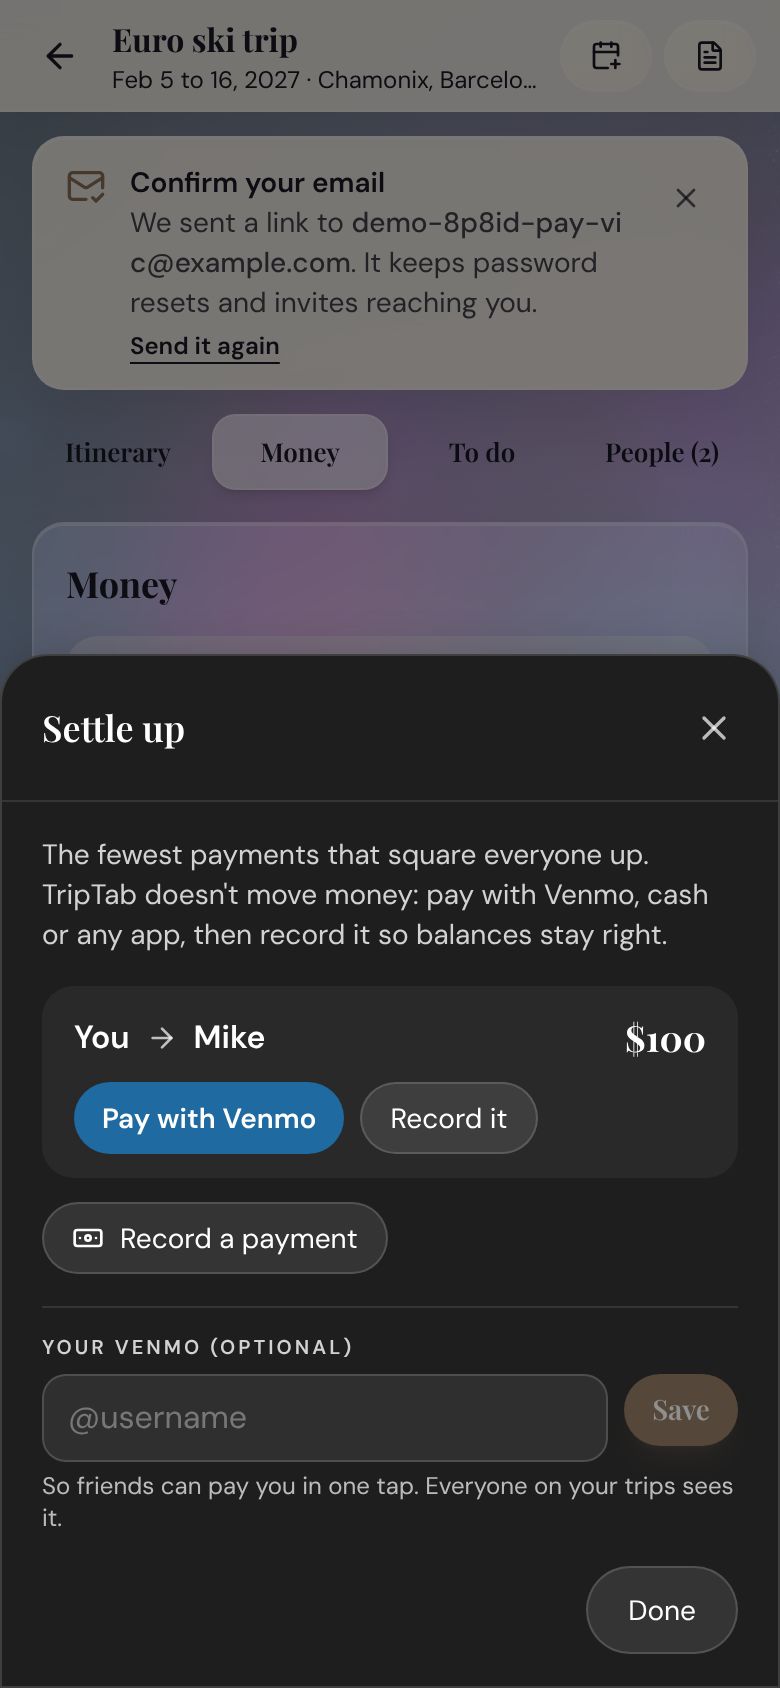 Euro ski trip
Feb 5 to 16, 2027 · Chamonix, Barcelo...
Confirm your email
We sent a link to demo-8p8id-pay-vi
c@example.com. It keeps password
resets and invites reaching you.
Send it again
Itinerary Money To do People (2)
Money
Settle up
The fewest payments that square everyone up.
TripTab doesn't move money: pay with Venmo, cash
or any app, then record it so balances stay right.
You → Mike $100
Pay with Venmo Record it
Record a payment
YOUR VENMO (OPTIONAL)
@username Save
So friends can pay you in one tap. Everyone on your trips sees
it.
Done